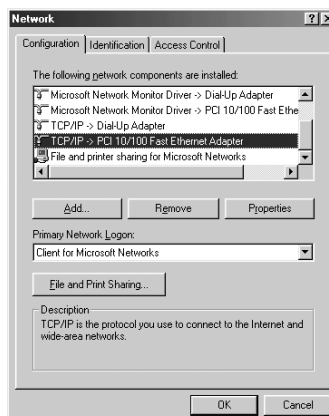 Network
Configuration Identification Access Control
The following network components are installed:
Microsoft Network Monitor Driver -> Dial-Up Adapter
Microsoft Network Monitor Driver -> PCI 10/100 Fast Ethe
TCP/IP -> Dial-Up Adapter
TCP/IP -> PCI 10/100 Fast Ethernet Adapter
File and printer sharing for Microsoft Networks
Add... Remove Properties
Primary Network Logon:
Client for Microsoft Networks
File and Print Sharing...
Description
TCP/IP is the protocol you use to connect to the Internet and
wide-area networks.
OK Cancel